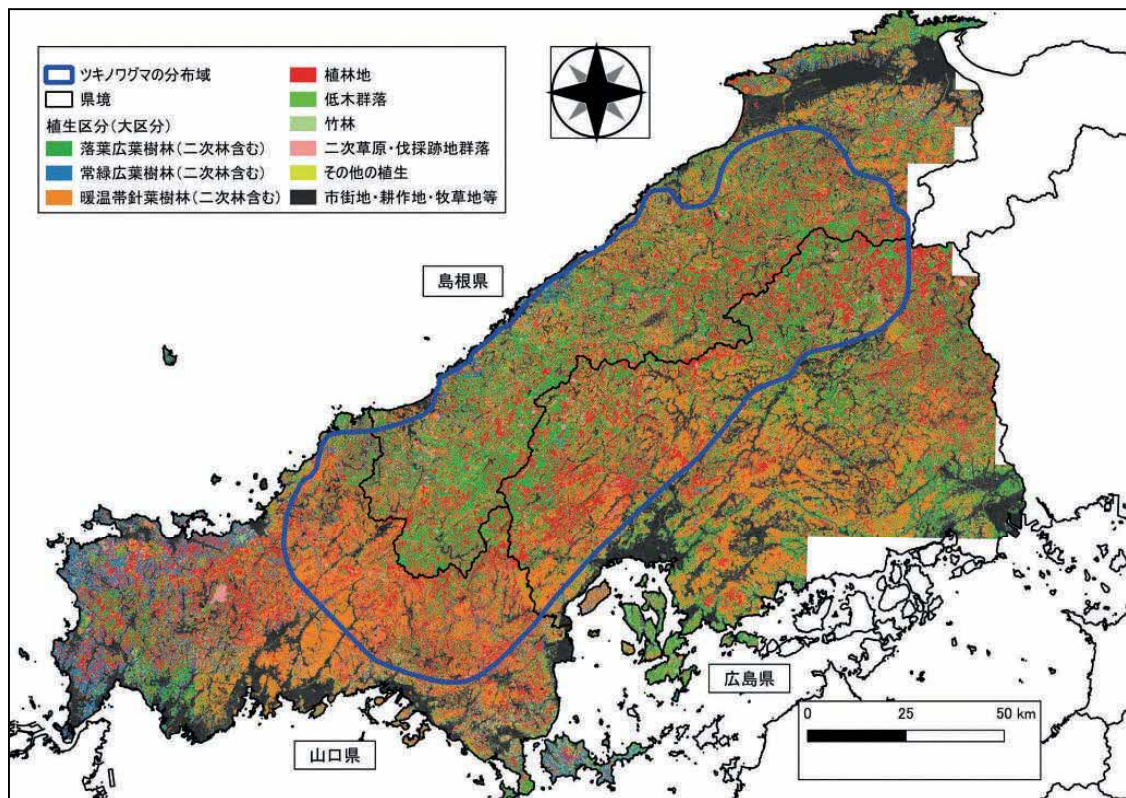 ツキノワグマの分布域
県境
植生区分(大区分)
落葉広葉樹林(二次林含む)
常緑広葉樹林(二次林含む)
暖温帯針葉樹林(二次林含む)
植林地
低木群落
竹林
二次草原・伐採跡地群落
その他の植生
市街地・耕作地・牧草地等
島根県
広島県
山口県
0 25 50 km